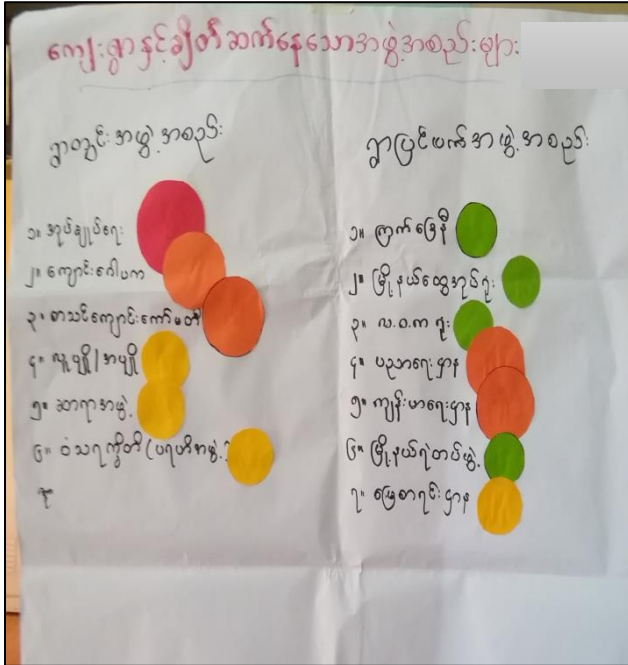 ကျေးရွာနှင့်ချိတ်ဆက်နေသောအဖွဲ့အစည်းများ
ရွာတွင်းအဖွဲ့အစည်း
၁။ အုပ်ချုပ်ရေး
၂။ ကျောင်းဂေါပက
၃။ စာသင်ကျောင်းကော်မတီ
၄။ လူပျို/အပျို
၅။ ဆာရာအဖွဲ့
၆။ ဝံသရက္ခိတ(ပရဟိတအဖွဲ့)
၇။
ရွာပြင်ပက်အဖွဲ့အစည်း
၁။ ကြက်ခြေနီ
၂။ မြို့နယ်ထွေအုပ်ရုံး
၃။ လ.ဝ.က ရုံး
၄။ ပညာရေးဌာန
၅။ ကျန်းမာရေးဌာန
၆။ မြို့နယ်ရဲတပ်ဖွဲ့
၇။ မြေစာရင်းဌာန